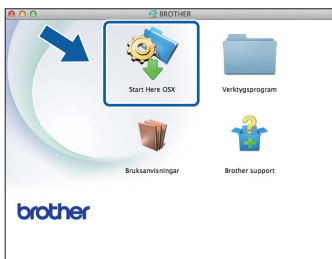 BROTHER
Start Here OSX
Verktygsprogram
Bruksanvisningar
Brother support
brother